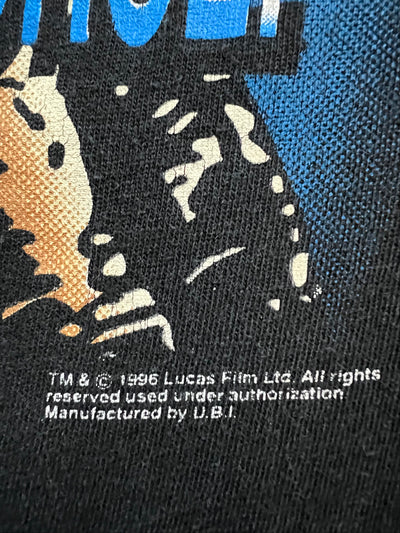 TM & © 1996 Lucas Film Ltd. All rights
reserved used under authorization.
Manufactured by U.B.I.